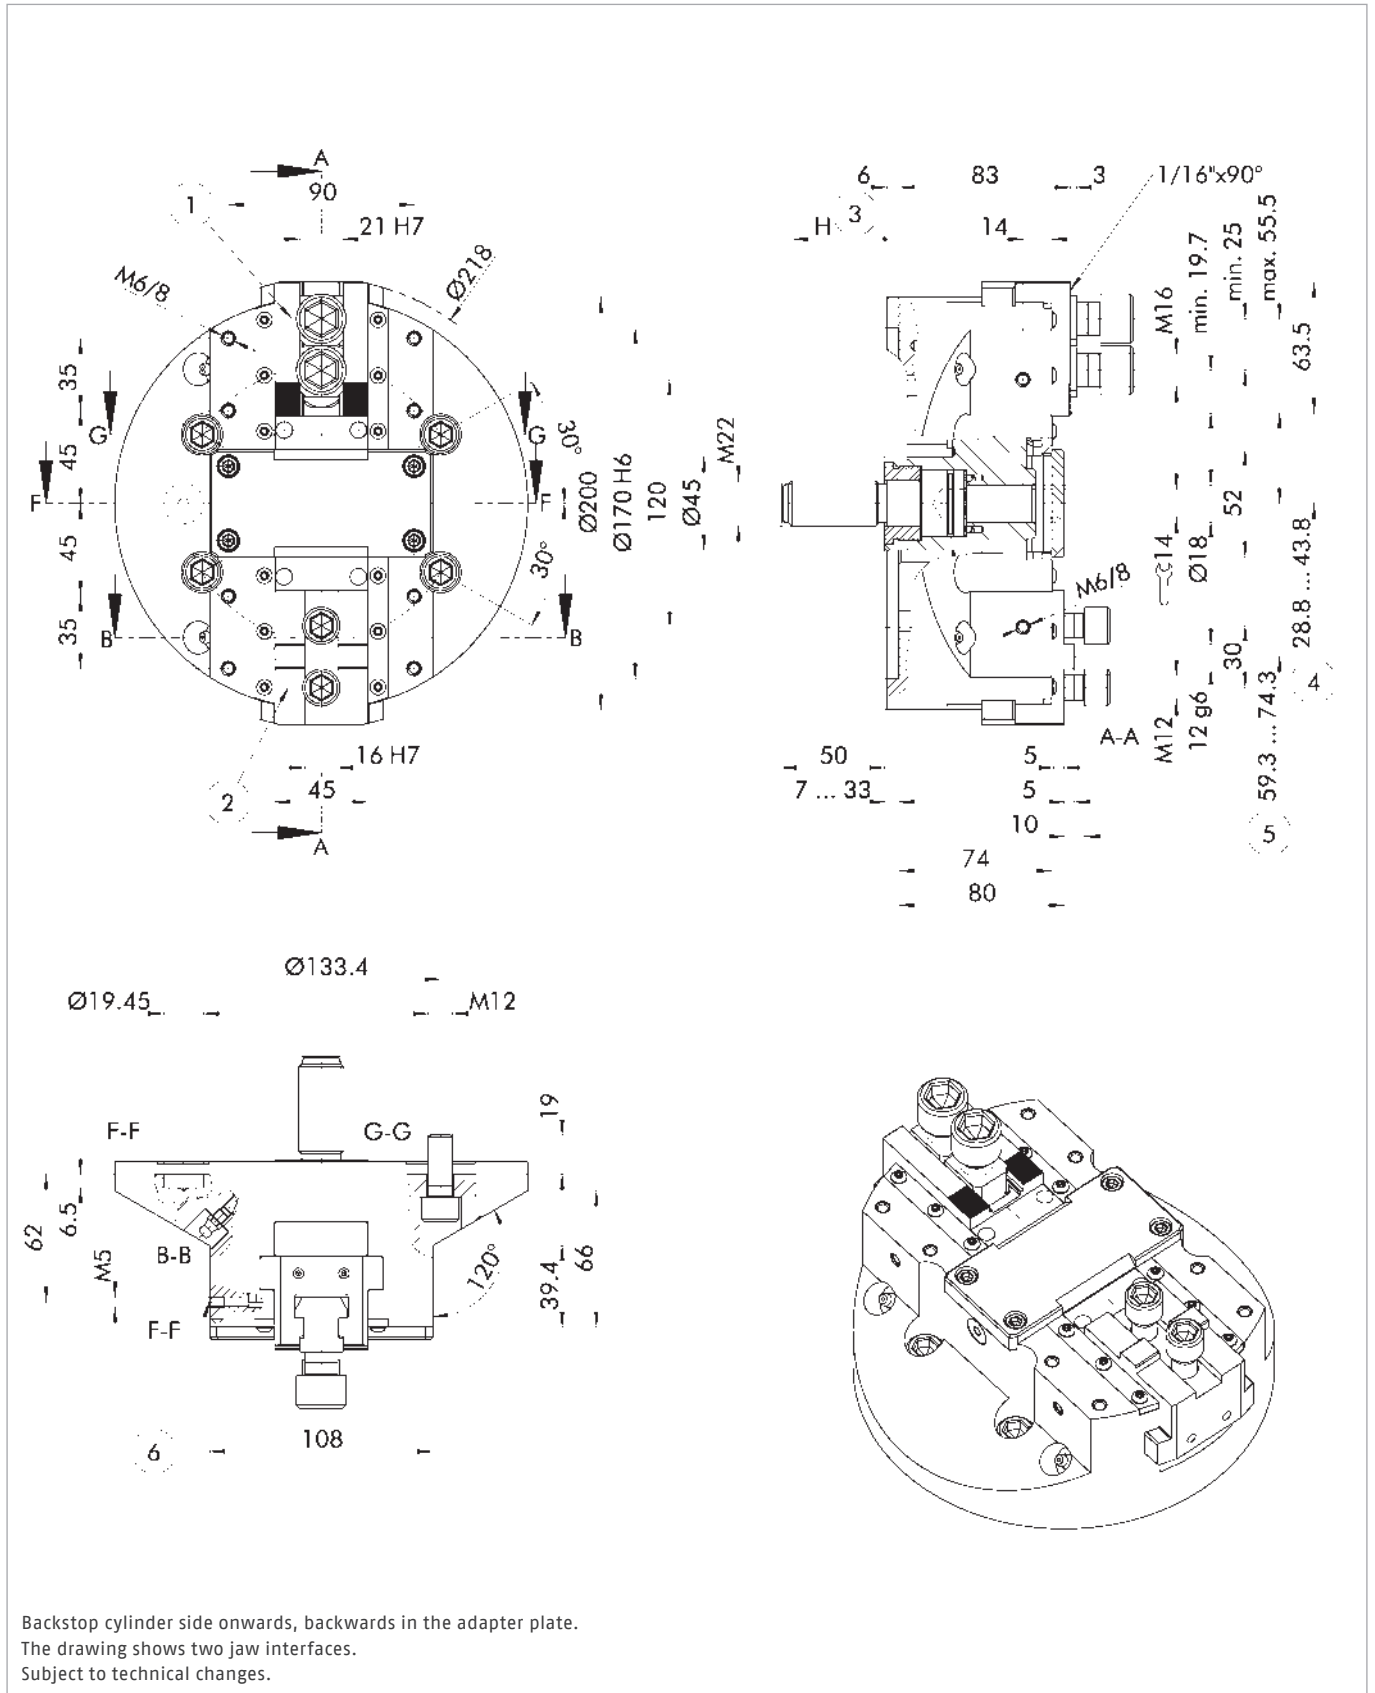 A
90
1
21 H7
M6/8
Ø218
35
G
G
30°
45
F
F
45
30°
35
B
B
16 H7
2
45
A
Ø200
Ø170 H6
120
Ø45
M22
6
83
3
1/16"x90°
H
3
14
M16
min. 19.7
min. 25
max. 55.5
63.5
52
14
Ø18
M6/8
28.8 ... 43.8
30
4
A-A
M12
12 g6
59.3 ... 74.3
5
50
5
7 ... 33
5
10
74
80
Ø133.4
Ø19.45
M12
F-F
G-G
19
62
6.5
M5
B-B
120°
39.4
66
F-F
6
108
Backstop cylinder side onwards, backwards in the adapter plate.
The drawing shows two jaw interfaces.
Subject to technical changes.